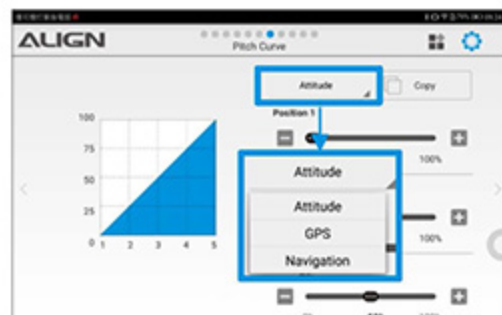 ALIGN
Pitch Curve
Attitude
Copy
Position 1
100
75
50
25
0
1 2 3 4 5
100%
Attitude
Attitude
GPS
Navigation
100%